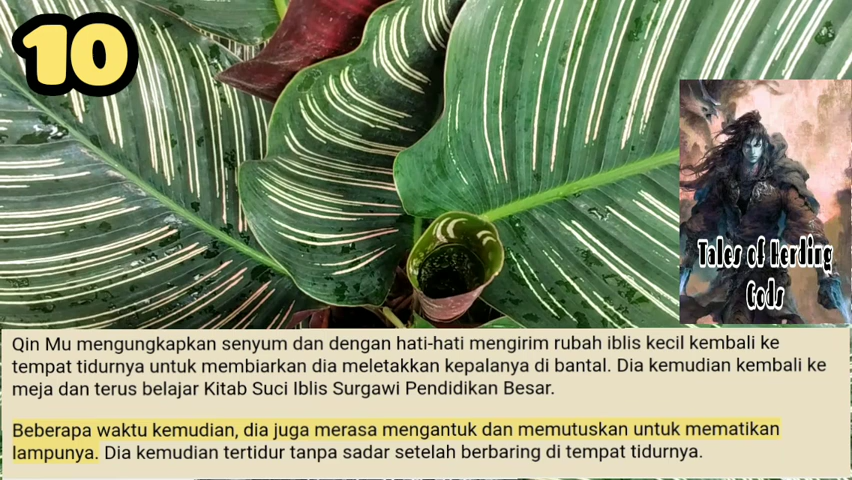 10
Tales of Herding
Gods
Qin Mu mengungkapkan senyum dan dengan hati-hati mengirim rubah iblis kecil kembali ke
tempat tidurnya untuk membiarkan dia meletakkan kepalanya di bantal. Dia kemudian kembali ke
meja dan terus belajar Kitab Suci Iblis Surgawi Pendidikan Besar.
Beberapa waktu kemudian, dia juga merasa mengantuk dan memutuskan untuk mematikan
lampunya. Dia kemudian tertidur tanpa sadar setelah berbaring di tempat tidurnya.